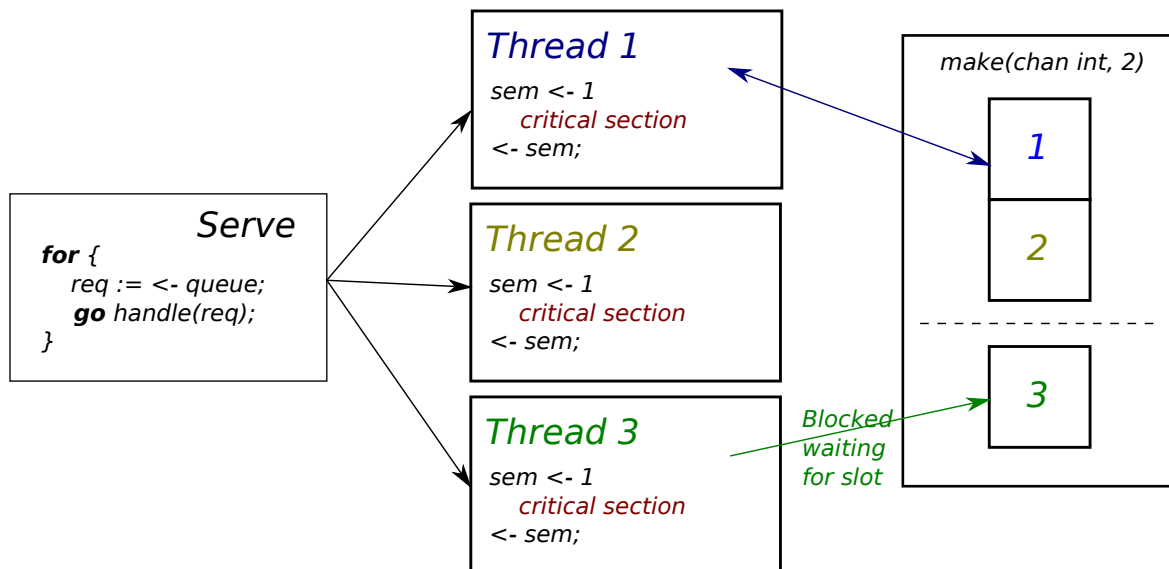 Serve
for {
req := <- queue;
go handle(req);
}
Thread 1
sem <- 1
critical section
<- sem;
Thread 2
sem <- 1
critical section
<- sem;
Thread 3
sem <- 1
critical section
<- sem;
Blocked
waiting
for slot
make(chan int, 2)
1
2
3